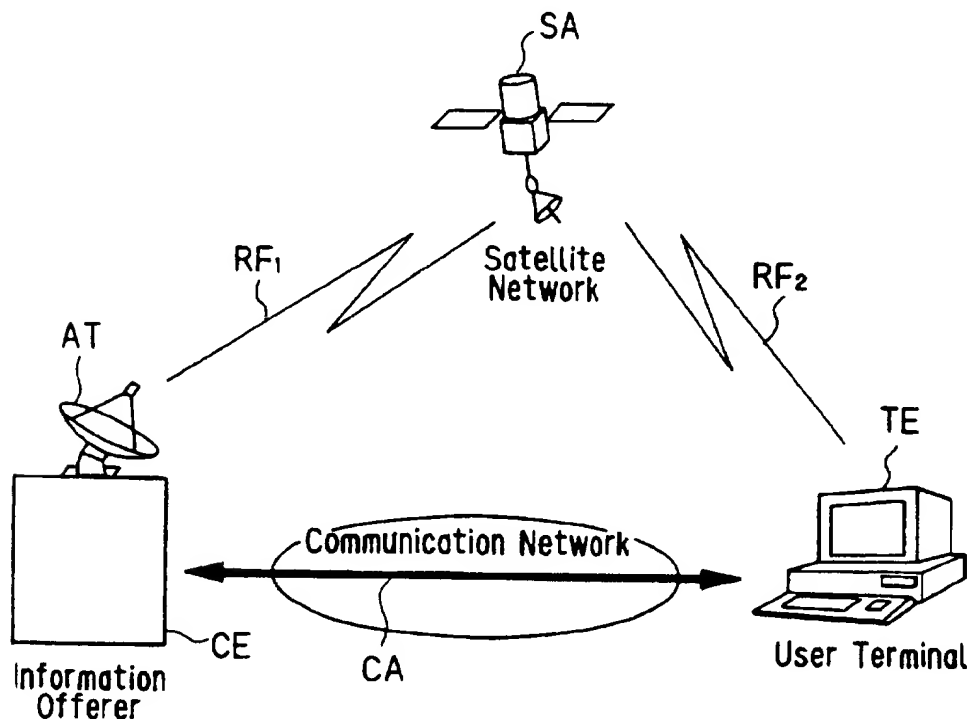 SA
RF1
Satellite
Network
RF2
AT
TE
Communication Network
CE
CA
Information
Offerer
User Terminal